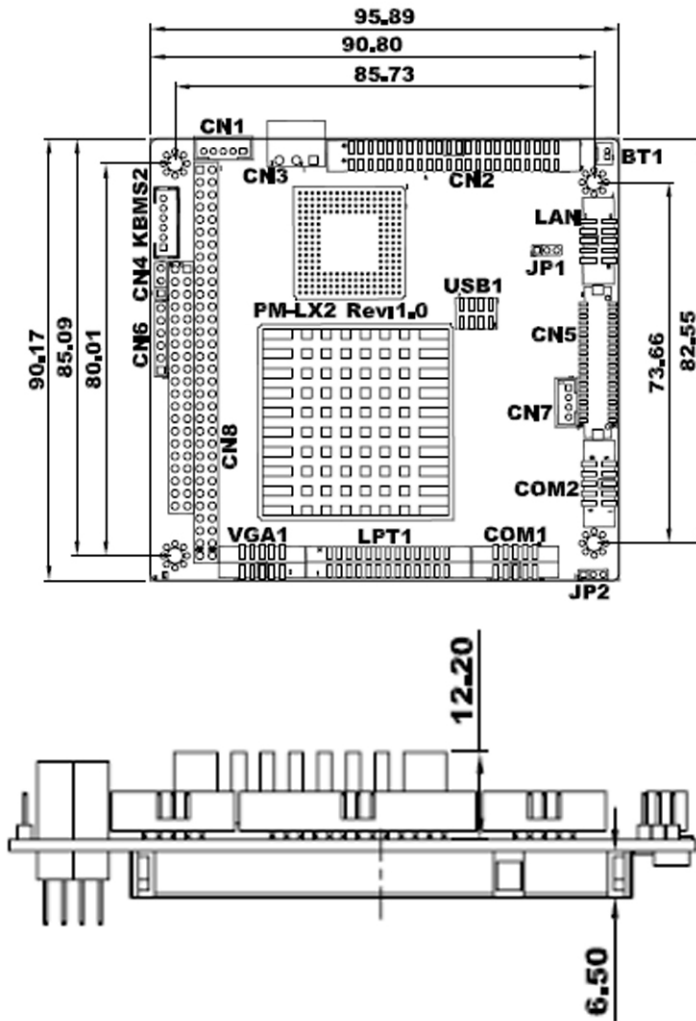 95.89
90.80
85.73
CN1
CN3
CN2
BT1
KBMS2
LAN
JP1
CN4
USB1
PM-LX2 Rev:1.0
CN6
CN5
90.17
85.09
80.01
73.66
82.55
CN7
CN8
COM2
VGA1
LPT1
COM1
JP2
12.20
6.50